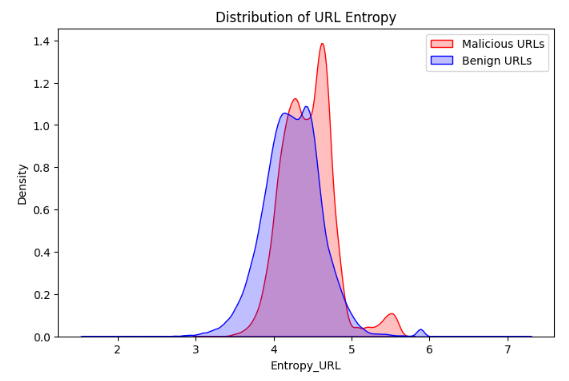 Distribution of URL Entropy
Malicious URLs
Benign URLs
1.4
1.2
1.0
0.8
0.6
0.4
0.2
0.0
Density
2 3 4 5 6 7
Entropy_URL